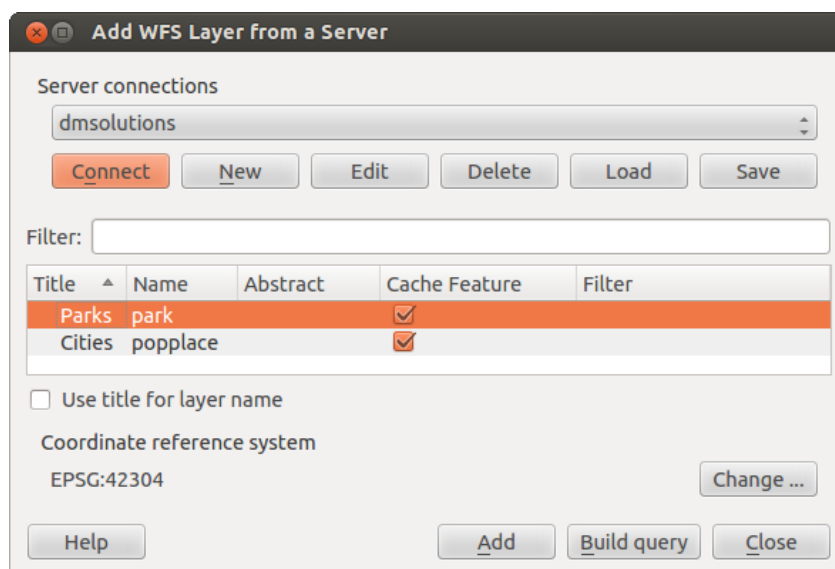 Add WFS Layer from a Server
Server connections
dmsolutions
Connect New Edit Delete Load Save
Filter:
Title Name Abstract Cache Feature Filter
Parks park
Cities popplace
Use title for layer name
Coordinate reference system
EPSG:42304 Change ...
Help Add Build query Close